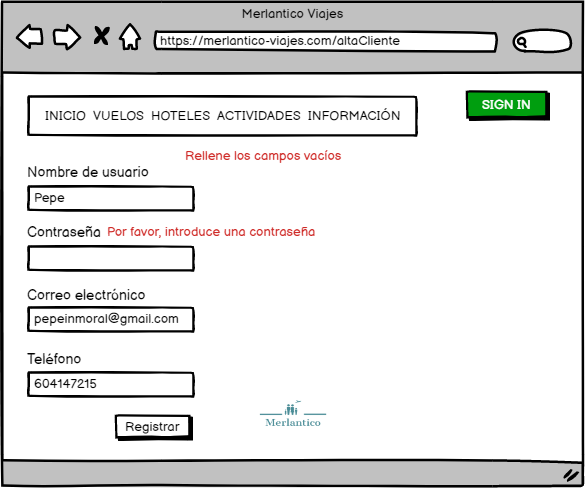 Merlantico Viajes
https://merlantico-viajes.com/altaCliente
INICIO VUELOS HOTELES ACTIVIDADES INFORMACIÓN
SIGN IN
Rellene los campos vacíos
Nombre de usuario
Pepe
Contraseña Por favor, introduce una contraseña
Correo electrónico
pepeinmoral@gmail.com
Teléfono
604147215
Registrar
Merlantico